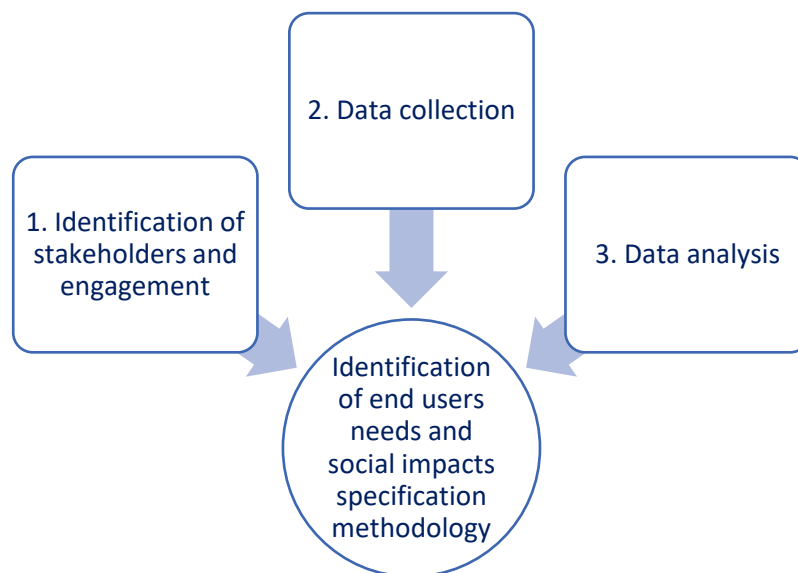 1. Identification of
stakeholders and
engagement
2. Data collection
3. Data analysis
Identification
of end users
needs and
social impacts
specification
methodology